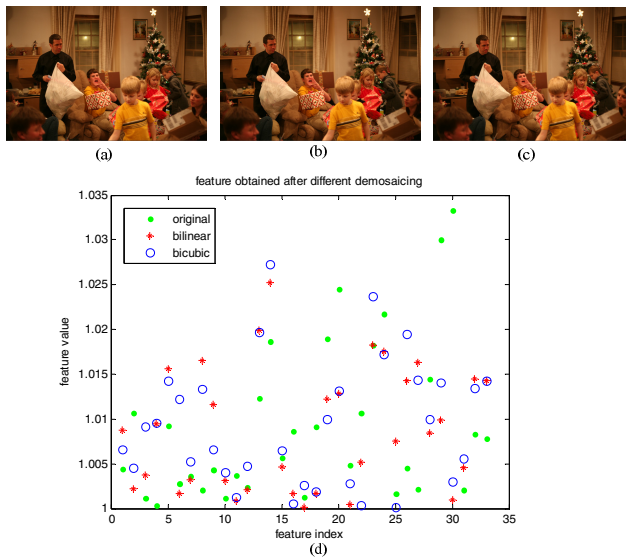 (a) (b) (c)
feature obtained after different demosaicing
1.035
1.03
1.025
1.02
1.015
1.01
1.005
1
original
bilinear
bicubic
feature value
0 5 10 15 20 25 30 35
feature index
(d)